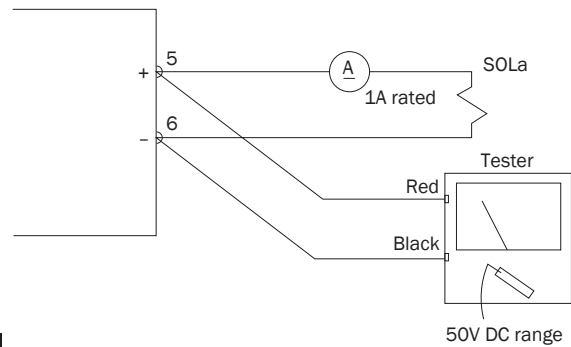 5
+
A
SOLa
1A rated
6
–
Tester
Red
Black
50V DC range